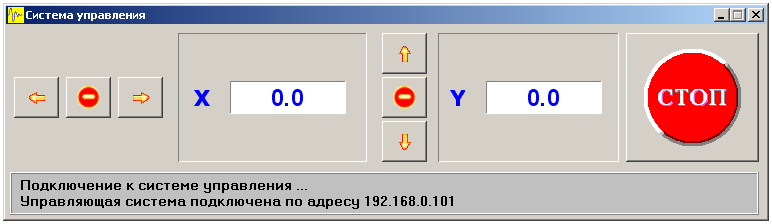 Система управления
X 0.0 Y 0.0 СТОП
Подключение к системе управления ...
Управляющая система подключена по адресу 192.168.0.101